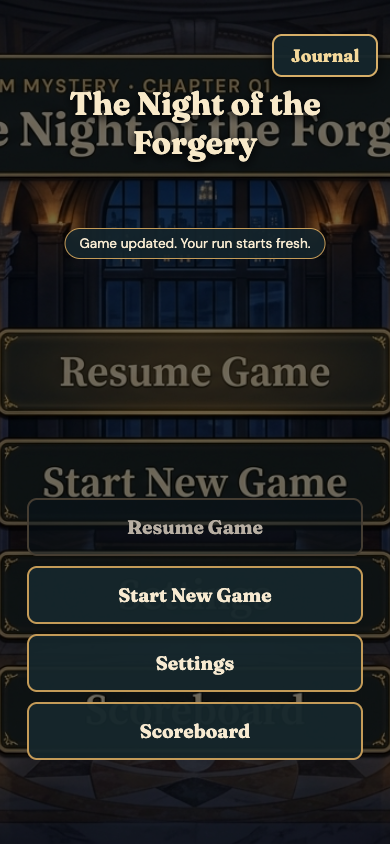 Journal
M MYSTERY · CHAPTER 01
The Night of the
Forgery
e Night of the Forg
Game updated. Your run starts fresh.
Resume Game
Start New Game
Resume Game
Start New Game
Settings
Scoreboard
Scoreboard